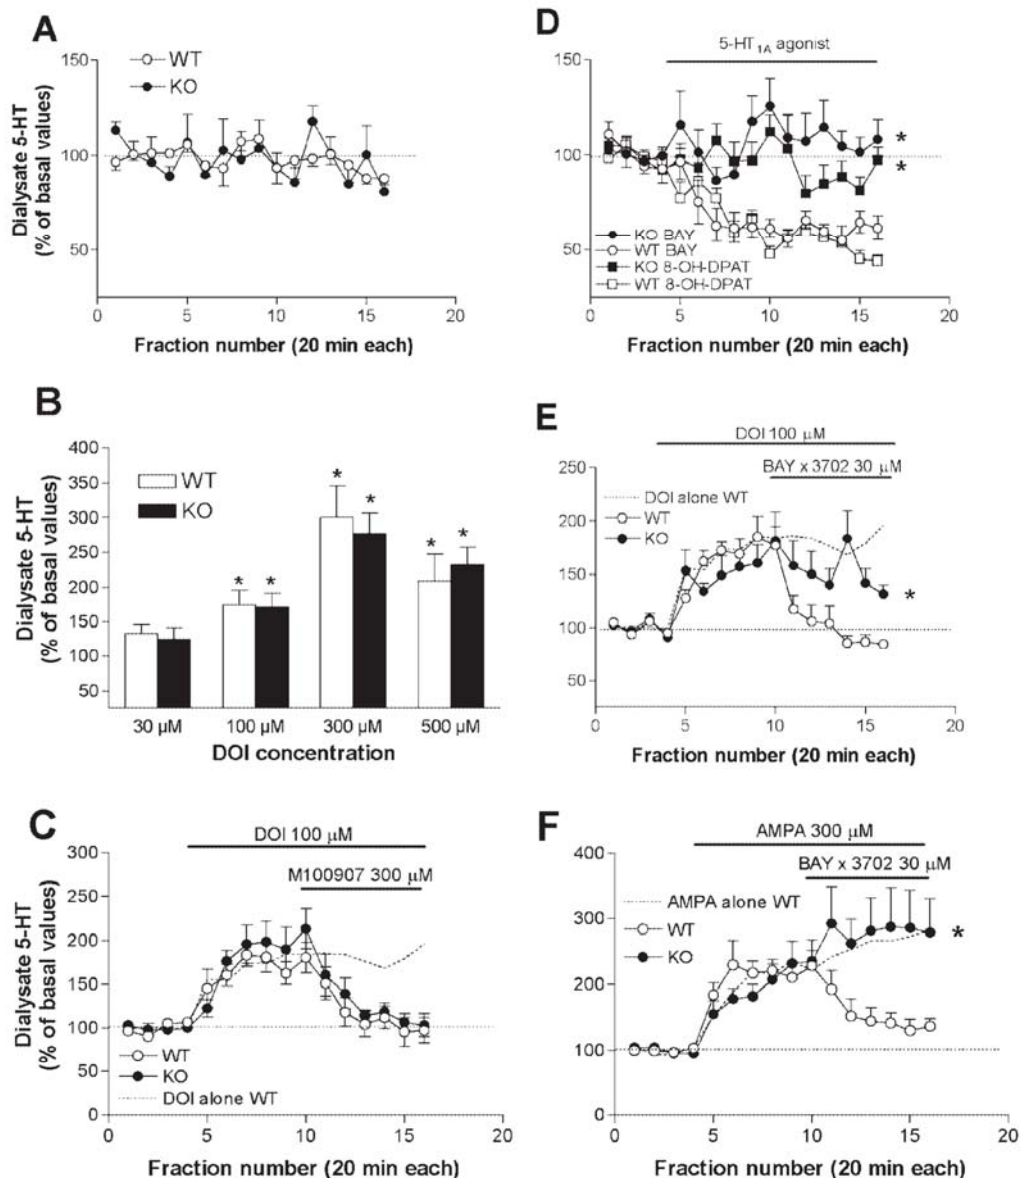 A
WT
KO
150
100
50
Dialysate 5-HT
(% of basal values)
0 5 10 15 20
Fraction number (20 min each)
B
WT
KO
400
350
300
250
200
150
100
50
Dialysate 5-HT
(% of basal values)
* * * * * *
30 µM 100 µM 300 µM 500 µM
DOI concentration
C
DOI 100 µM
M100907 300 µM
300
250
200
150
100
50
0
Dialysate 5-HT
(% of basal values)
WT
KO
DOI alone WT
0 5 10 15 20
Fraction number (20 min each)
D
5-HT1A agonist
150
100
50
*
*
KO BAY
WT BAY
KO 8-OH-DPAT
WT 8-OH-DPAT
0 5 10 15 20
Fraction number (20 min each)
E
DOI 100 µM
BAY x 3702 30 µM
250
200
150
100
50
DOI alone WT
WT
KO
*
0 5 10 15 20
Fraction number (20 min each)
F
AMPA 300 µM
BAY x 3702 30 µM
400
300
200
100
0
AMPA alone WT
WT
KO
*
0 5 10 15 20
Fraction number (20 min each)